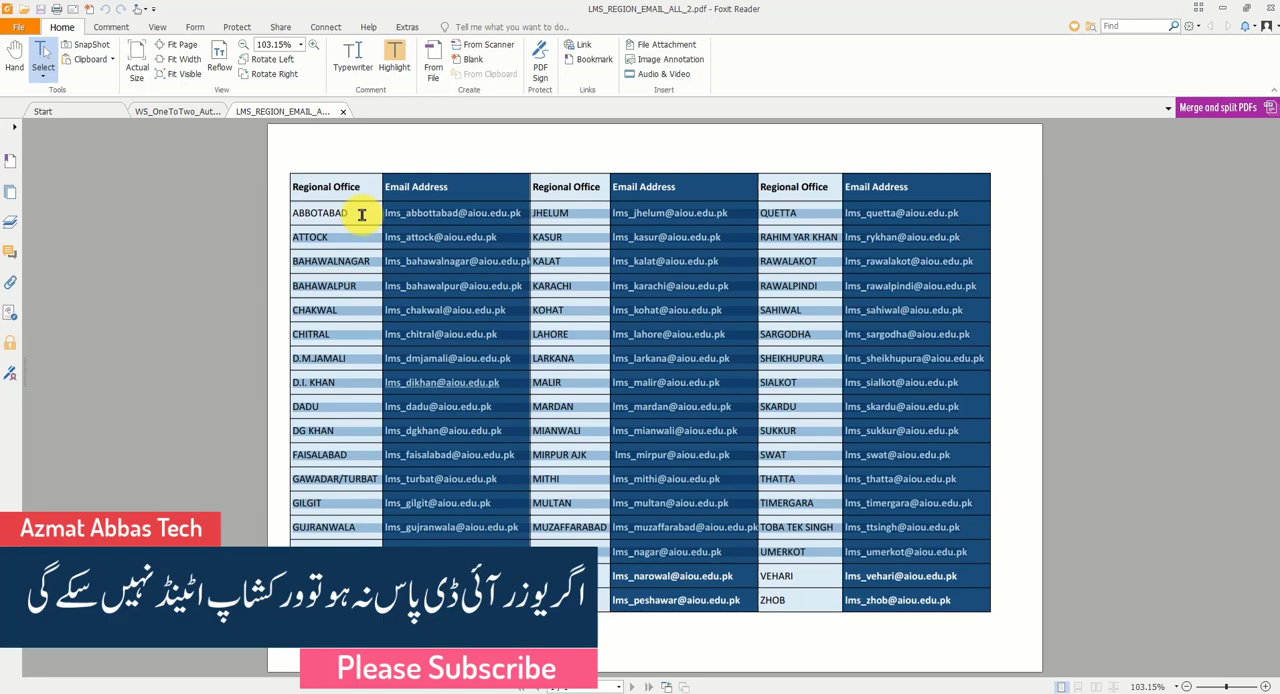 LMS_REGION_EMAIL_ALL_2.pdf - Foxit Reader
File Home Comment View Form Protect Share Connect Help Extras Tell me what you want to do... Find
Hand
Select
SnapShot
Clipboard
Tools
Actual Size
Fit Page
Fit Width
Fit Visible
Reflow
103.15%
Rotate Left
Rotate Right
View
Typewriter
Highlight
Comment
From File
From Scanner
Blank
From Clipboard
Create
PDF Sign
Protect
Link
Bookmark
Links
File Attachment
Image Annotation
Audio & Video
Insert
Start WS_OneToTwo_Aut... LMS_REGION_EMAIL_A... Merge and split PDFs
Regional Office Email Address Regional Office Email Address Regional Office Email Address
ABBOTABAD lms_abbottabad@aiou.edu.pk JHELUM lms_jhelum@aiou.edu.pk QUETTA lms_quetta@aiou.edu.pk
ATTOCK lms_attock@aiou.edu.pk KASUR lms_kasur@aiou.edu.pk RAHIM YAR KHAN lms_rykhan@aiou.edu.pk
BAHAWALNAGAR lms_bahawalnagar@aiou.edu.pk KALAT lms_kalat@aiou.edu.pk RAWALAKOT lms_rawalakot@aiou.edu.pk
BAHAWALPUR lms_bahawalpur@aiou.edu.pk KARACHI lms_karachi@aiou.edu.pk RAWALPINDI lms_rawalpindi@aiou.edu.pk
CHAKWAL lms_chakwal@aiou.edu.pk KOHAT lms_kohat@aiou.edu.pk SAHIWAL lms_sahiwal@aiou.edu.pk
CHITRAL lms_chitral@aiou.edu.pk LAHORE lms_lahore@aiou.edu.pk SARGODHA lms_sargodha@aiou.edu.pk
D.M.JAMALI lms_dmjamali@aiou.edu.pk LARKANA lms_larkana@aiou.edu.pk SHEIKHUPURA lms_sheikhupura@aiou.edu.pk
D.I. KHAN lms_dikhan@aiou.edu.pk MALIR lms_malir@aiou.edu.pk SIALKOT lms_sialkot@aiou.edu.pk
DADU lms_dadu@aiou.edu.pk MARDAN lms_mardan@aiou.edu.pk SKARDU lms_skardu@aiou.edu.pk
DG KHAN lms_dgkhan@aiou.edu.pk MIANWALI lms_mianwali@aiou.edu.pk SUKKUR lms_sukkur@aiou.edu.pk
FAISALABAD lms_faisalabad@aiou.edu.pk MIRPUR AJK lms_mirpur@aiou.edu.pk SWAT lms_swat@aiou.edu.pk
GAWADAR/TURBAT lms_turbat@aiou.edu.pk MITHI lms_mithi@aiou.edu.pk THATTA lms_thatta@aiou.edu.pk
GILGIT lms_gilgit@aiou.edu.pk MULTAN lms_multan@aiou.edu.pk TIMERGARA lms_timergara@aiou.edu.pk
GUJRANWALA lms_gujranwala@aiou.edu.pk MUZAFFARABAD lms_muzaffarabad@aiou.edu.pk TOBA TEK SINGH lms_ttsingh@aiou.edu.pk
lms_nagar@aiou.edu.pk UMERKOT lms_umerkot@aiou.edu.pk
lms_narowal@aiou.edu.pk VEHARI lms_vehari@aiou.edu.pk
lms_peshawar@aiou.edu.pk ZHOB lms_zhob@aiou.edu.pk
Azmat Abbas Tech
اگر یوزر آئی ڈی پاس نہ ہو تو ورکشاپ اٹینڈ نہیں سکے گی
Please Subscribe
103.15%